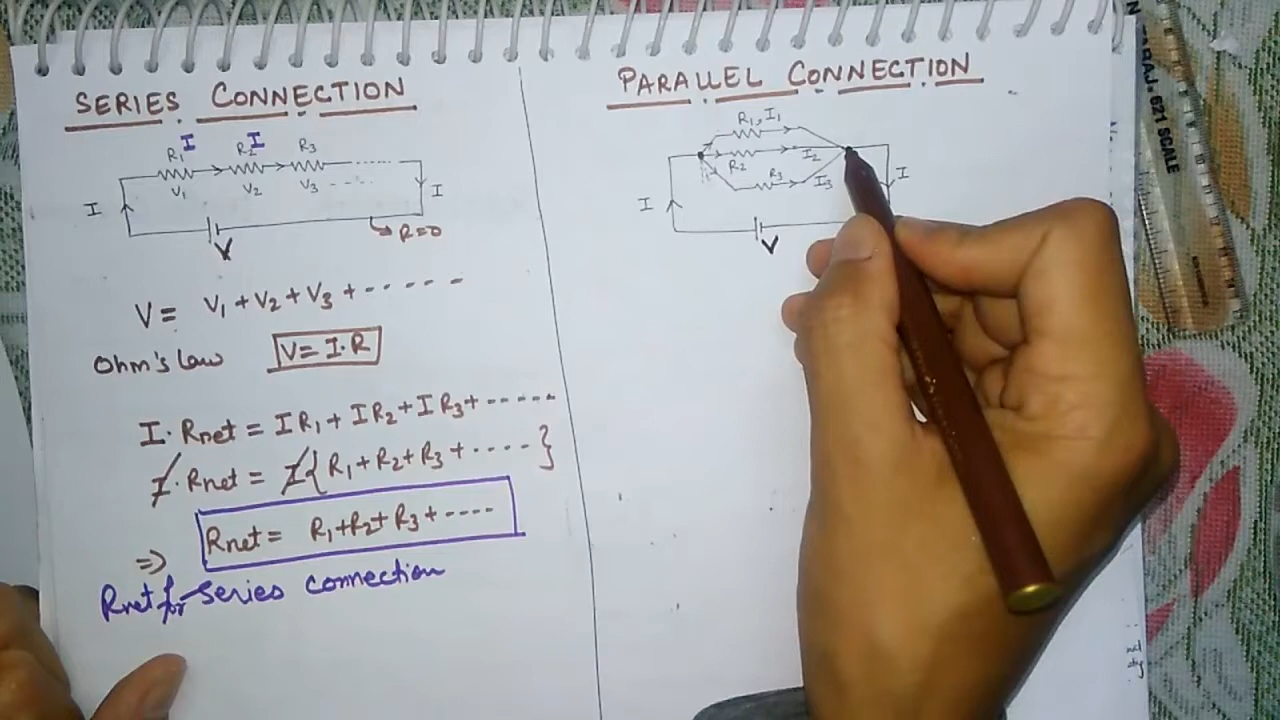 SERIES CONNECTION
R1 I R2 I R3
V1 V2 V3 -----
I I
V R=0
V = V1 + V2 + V3 + ------
Ohm's law V = I·R
I·Rnet = IR1 + IR2 + IR3 + -----
I·Rnet = I{R1 + R2 + R3 + ----}
=> Rnet = R1+R2+R3+----
Rnet for series connection
PARALLEL CONNECTION
R1, I1
R2 I2
R3 I3
I I
V
621 SCALE